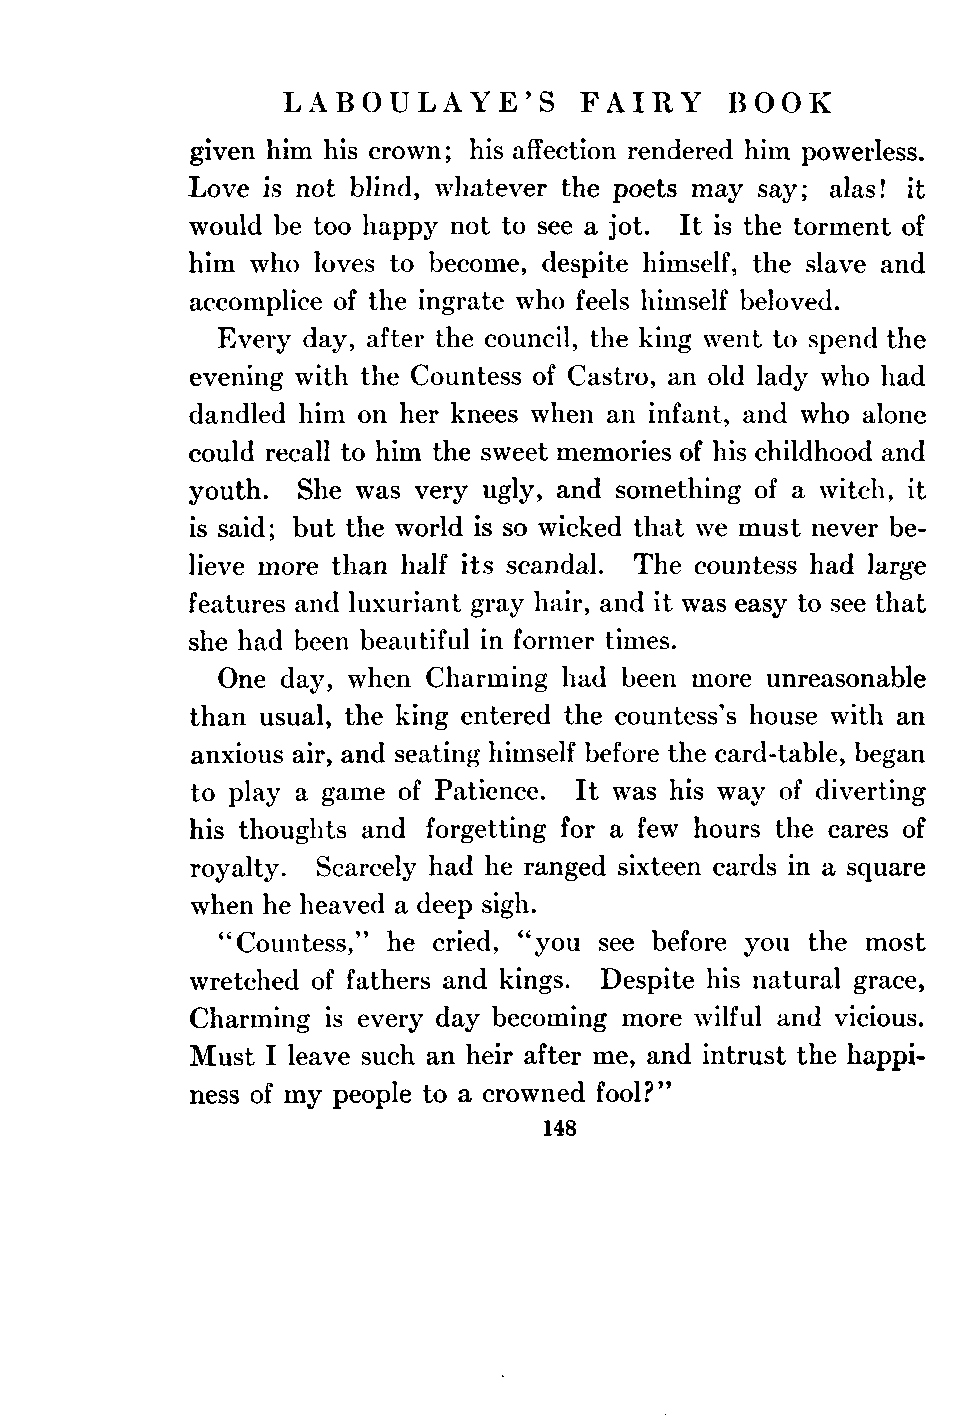 LABOULAYE'S FAIRY BOOK
given him his crown; his affection rendered him powerless.
Love is not blind, whatever the poets may say; alas! it
would be too happy not to see a jot. It is the torment of
him who loves to become, despite himself, the slave and
accomplice of the ingrate who feels himself beloved.
Every day, after the council, the king went to spend the
evening with the Countess of Castro, an old lady who had
dandled him on her knees when an infant, and who alone
could recall to him the sweet memories of his childhood and
youth. She was very ugly, and something of a witch, it
is said; but the world is so wicked that we must never be-
lieve more than half its scandal. The countess had large
features and luxuriant gray hair, and it was easy to see that
she had been beautiful in former times.
One day, when Charming had been more unreasonable
than usual, the king entered the countess's house with an
anxious air, and seating himself before the card-table, began
to play a game of Patience. It was his way of diverting
his thoughts and forgetting for a few hours the cares of
royalty. Scarcely had he ranged sixteen cards in a square
when he heaved a deep sigh.
"Countess," he cried, "you see before you the most
wretched of fathers and kings. Despite his natural grace,
Charming is every day becoming more wilful and vicious.
Must I leave such an heir after me, and intrust the happi-
ness of my people to a crowned fool?"
148